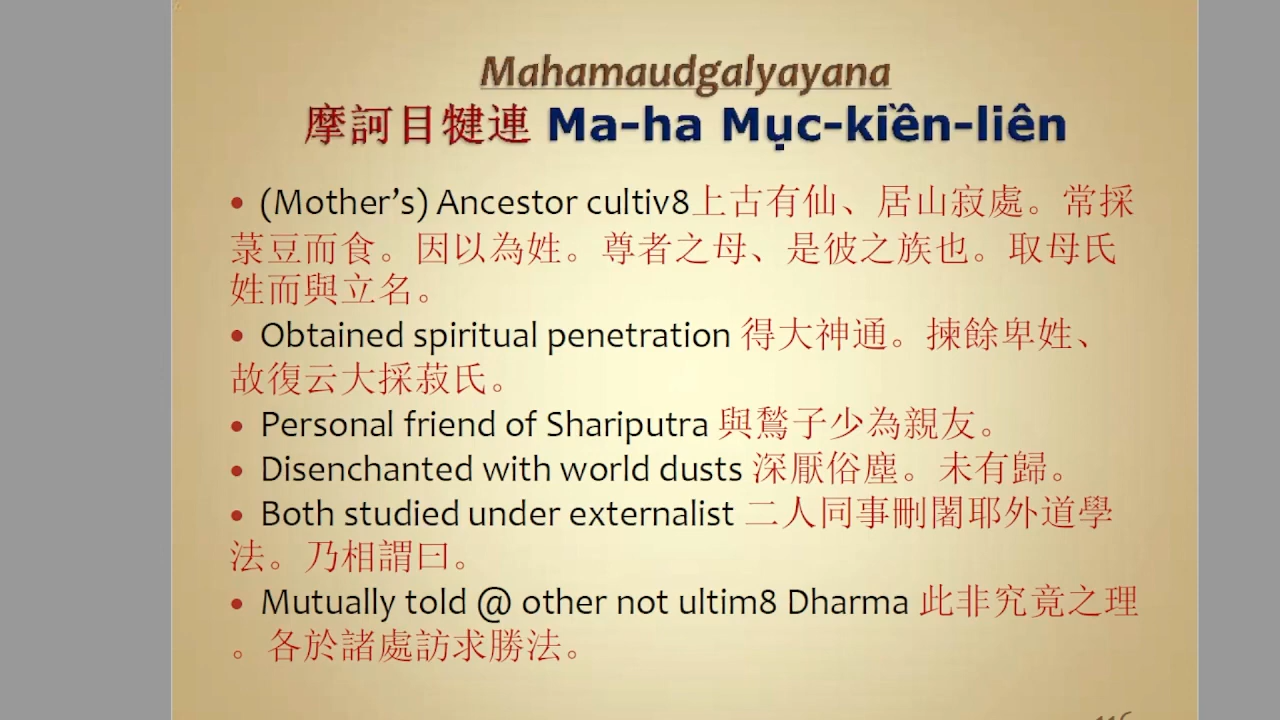 Mahamaudgalyayana
摩訶目犍連 Ma-ha Mục-kiền-liên
• (Mother’s) Ancestor cultiv8上古有仙、居山寂處。常採
菉豆而食。因以為姓。尊者之母、是彼之族也。取母氏
姓而與立名。
• Obtained spiritual penetration 得大神通。揀餘卑姓、
故復云大採菽氏。
• Personal friend of Shariputra 與鶖子少為親友。
• Disenchanted with world dusts 深厭俗塵。未有歸。
• Both studied under externalist 二人同事刪闍耶外道學
法。乃相謂曰。
• Mutually told @ other not ultim8 Dharma 此非究竟之理
。各於諸處訪求勝法。